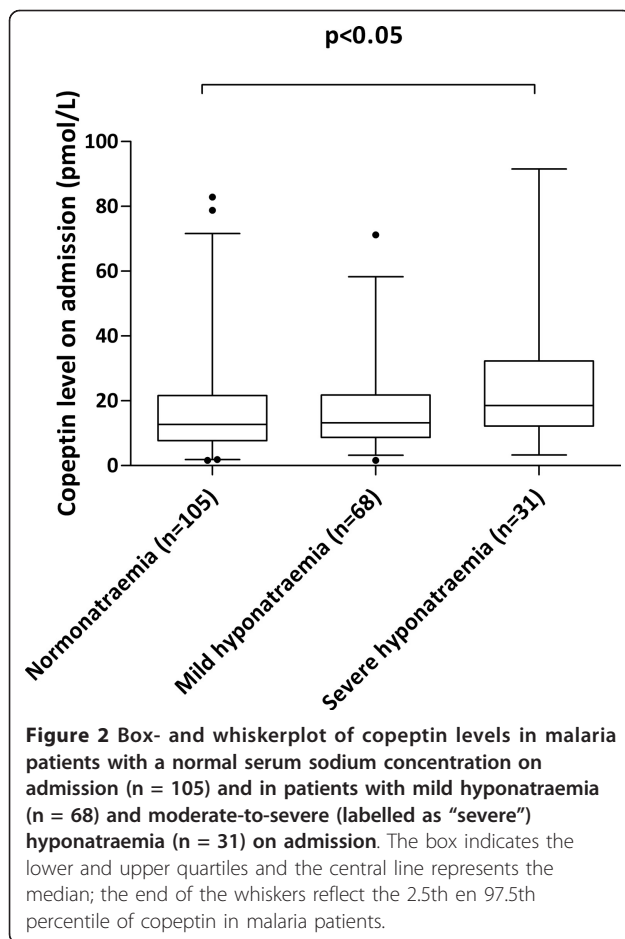 p<0.05
Copeptin level on admission (pmol/L)
100
80
60
40
20
0
Normonatraemia (n=105)
Mild hyponatraemia (n=68)
Severe hyponatraemia (n=31)
Figure 2 Box- and whiskerplot of copeptin levels in malaria
patients with a normal serum sodium concentration on
admission (n = 105) and in patients with mild hyponatraemia
(n = 68) and moderate-to-severe (labelled as “severe”)
hyponatraemia (n = 31) on admission. The box indicates the
lower and upper quartiles and the central line represents the
median; the end of the whiskers reflect the 2.5th en 97.5th
percentile of copeptin in malaria patients.